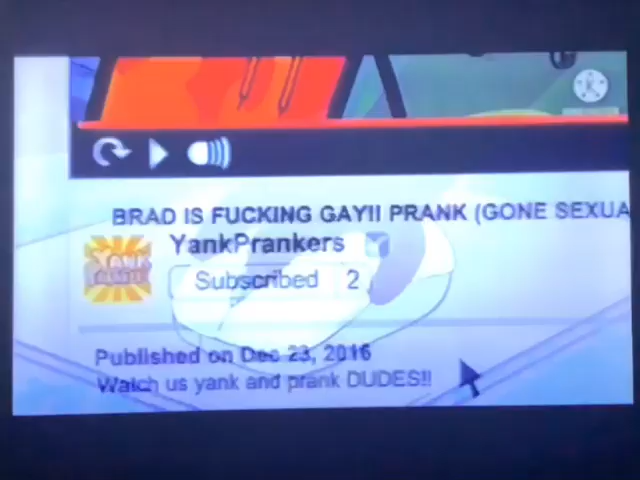 BRAD IS FUCKING GAY!! PRANK (GONE SEXUA
YankPrankers
Subscribed 2
YANK
Published on Dec 23, 2016
Watch us yank and prank DUDES!!